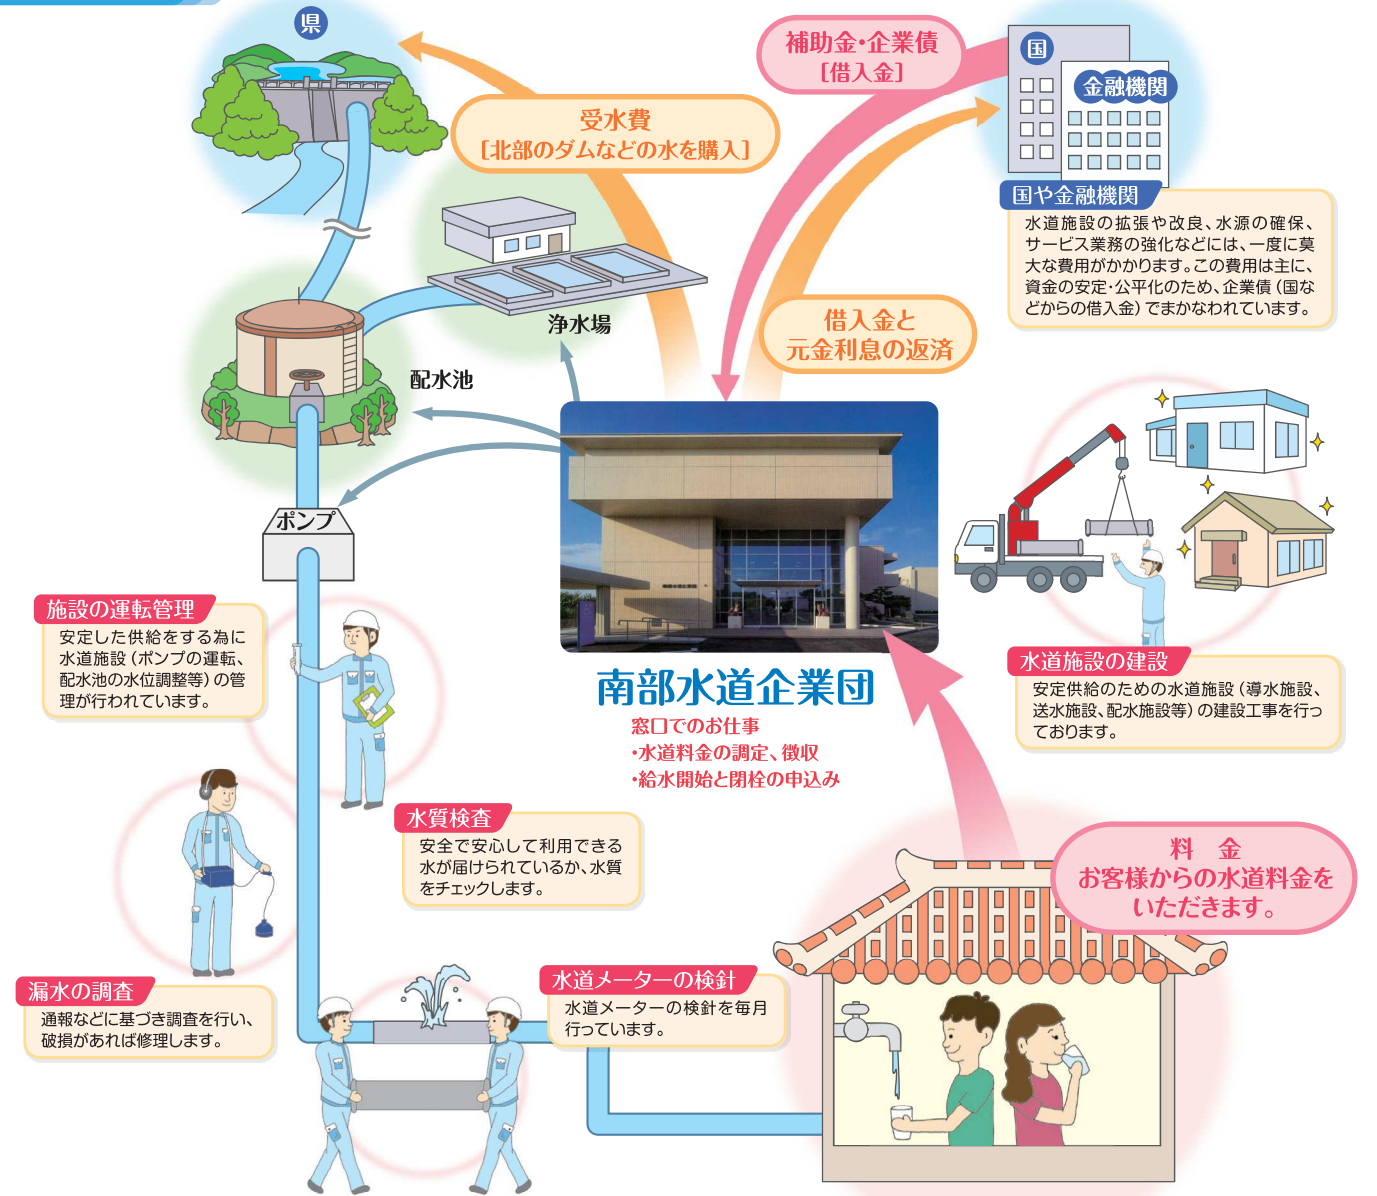 県
補助金・企業債
［借入金］
国
金融機関
受水費
［北部のダムなどの水を購入］
国や金融機関
水道施設の拡張や改良、水源の確保、
サービス業務の強化などには、一度に莫
大な費用がかかります。この費用は主に、
資金の安定・公平化のため、企業債（国な
どからの借入金）でまかなわれています。
浄水場
借入金と
元金利息の返済
配水池
ポンプ
施設の運転管理
安定した供給をする為に
水道施設（ポンプの運転、
配水池の水位調整等）の管
理が行われています。
南部水道企業団
窓口でのお仕事
・水道料金の調定、徴収
・給水開始と閉栓の申込み
水道施設の建設
安定供給のための水道施設（導水施設、
送水施設、配水施設等）の建設工事を行っ
ております。
水質検査
安全で安心して利用できる
水が届けられているか、水質
をチェックします。
料　金
お客様からの水道料金を
いただきます。
漏水の調査
通報などに基づき調査を行い、
破損があれば修理します。
水道メーターの検針
水道メーターの検針を毎月
行っています。